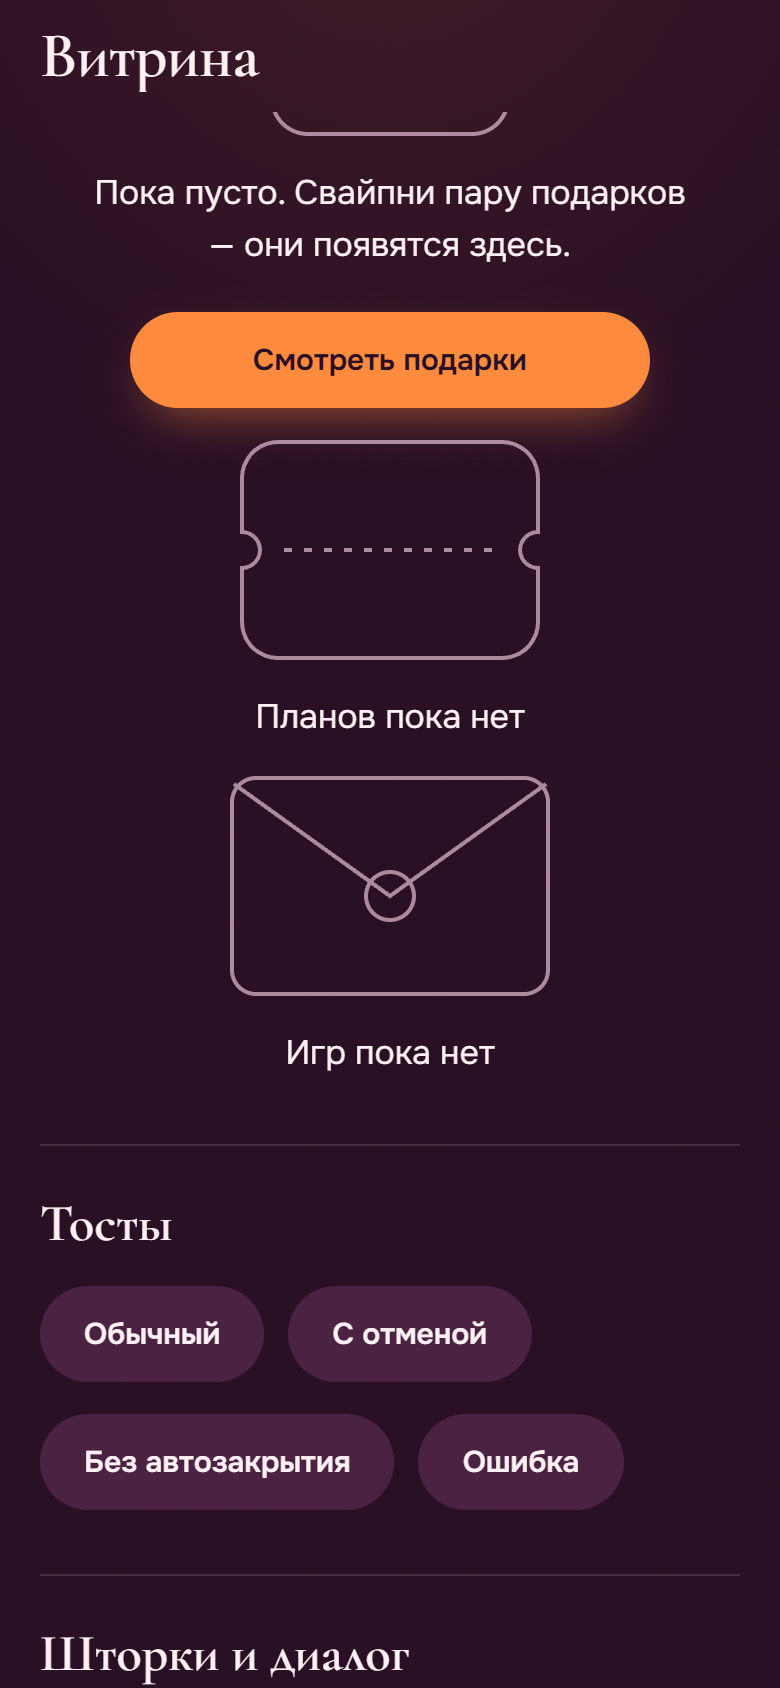 Витрина
Пока пусто. Свайпни пару подарков
— они появятся здесь.
Смотреть подарки
Планов пока нет
Игр пока нет
Тосты
Обычный
С отменой
Без автозакрытия
Ошибка
Шторки и диалог